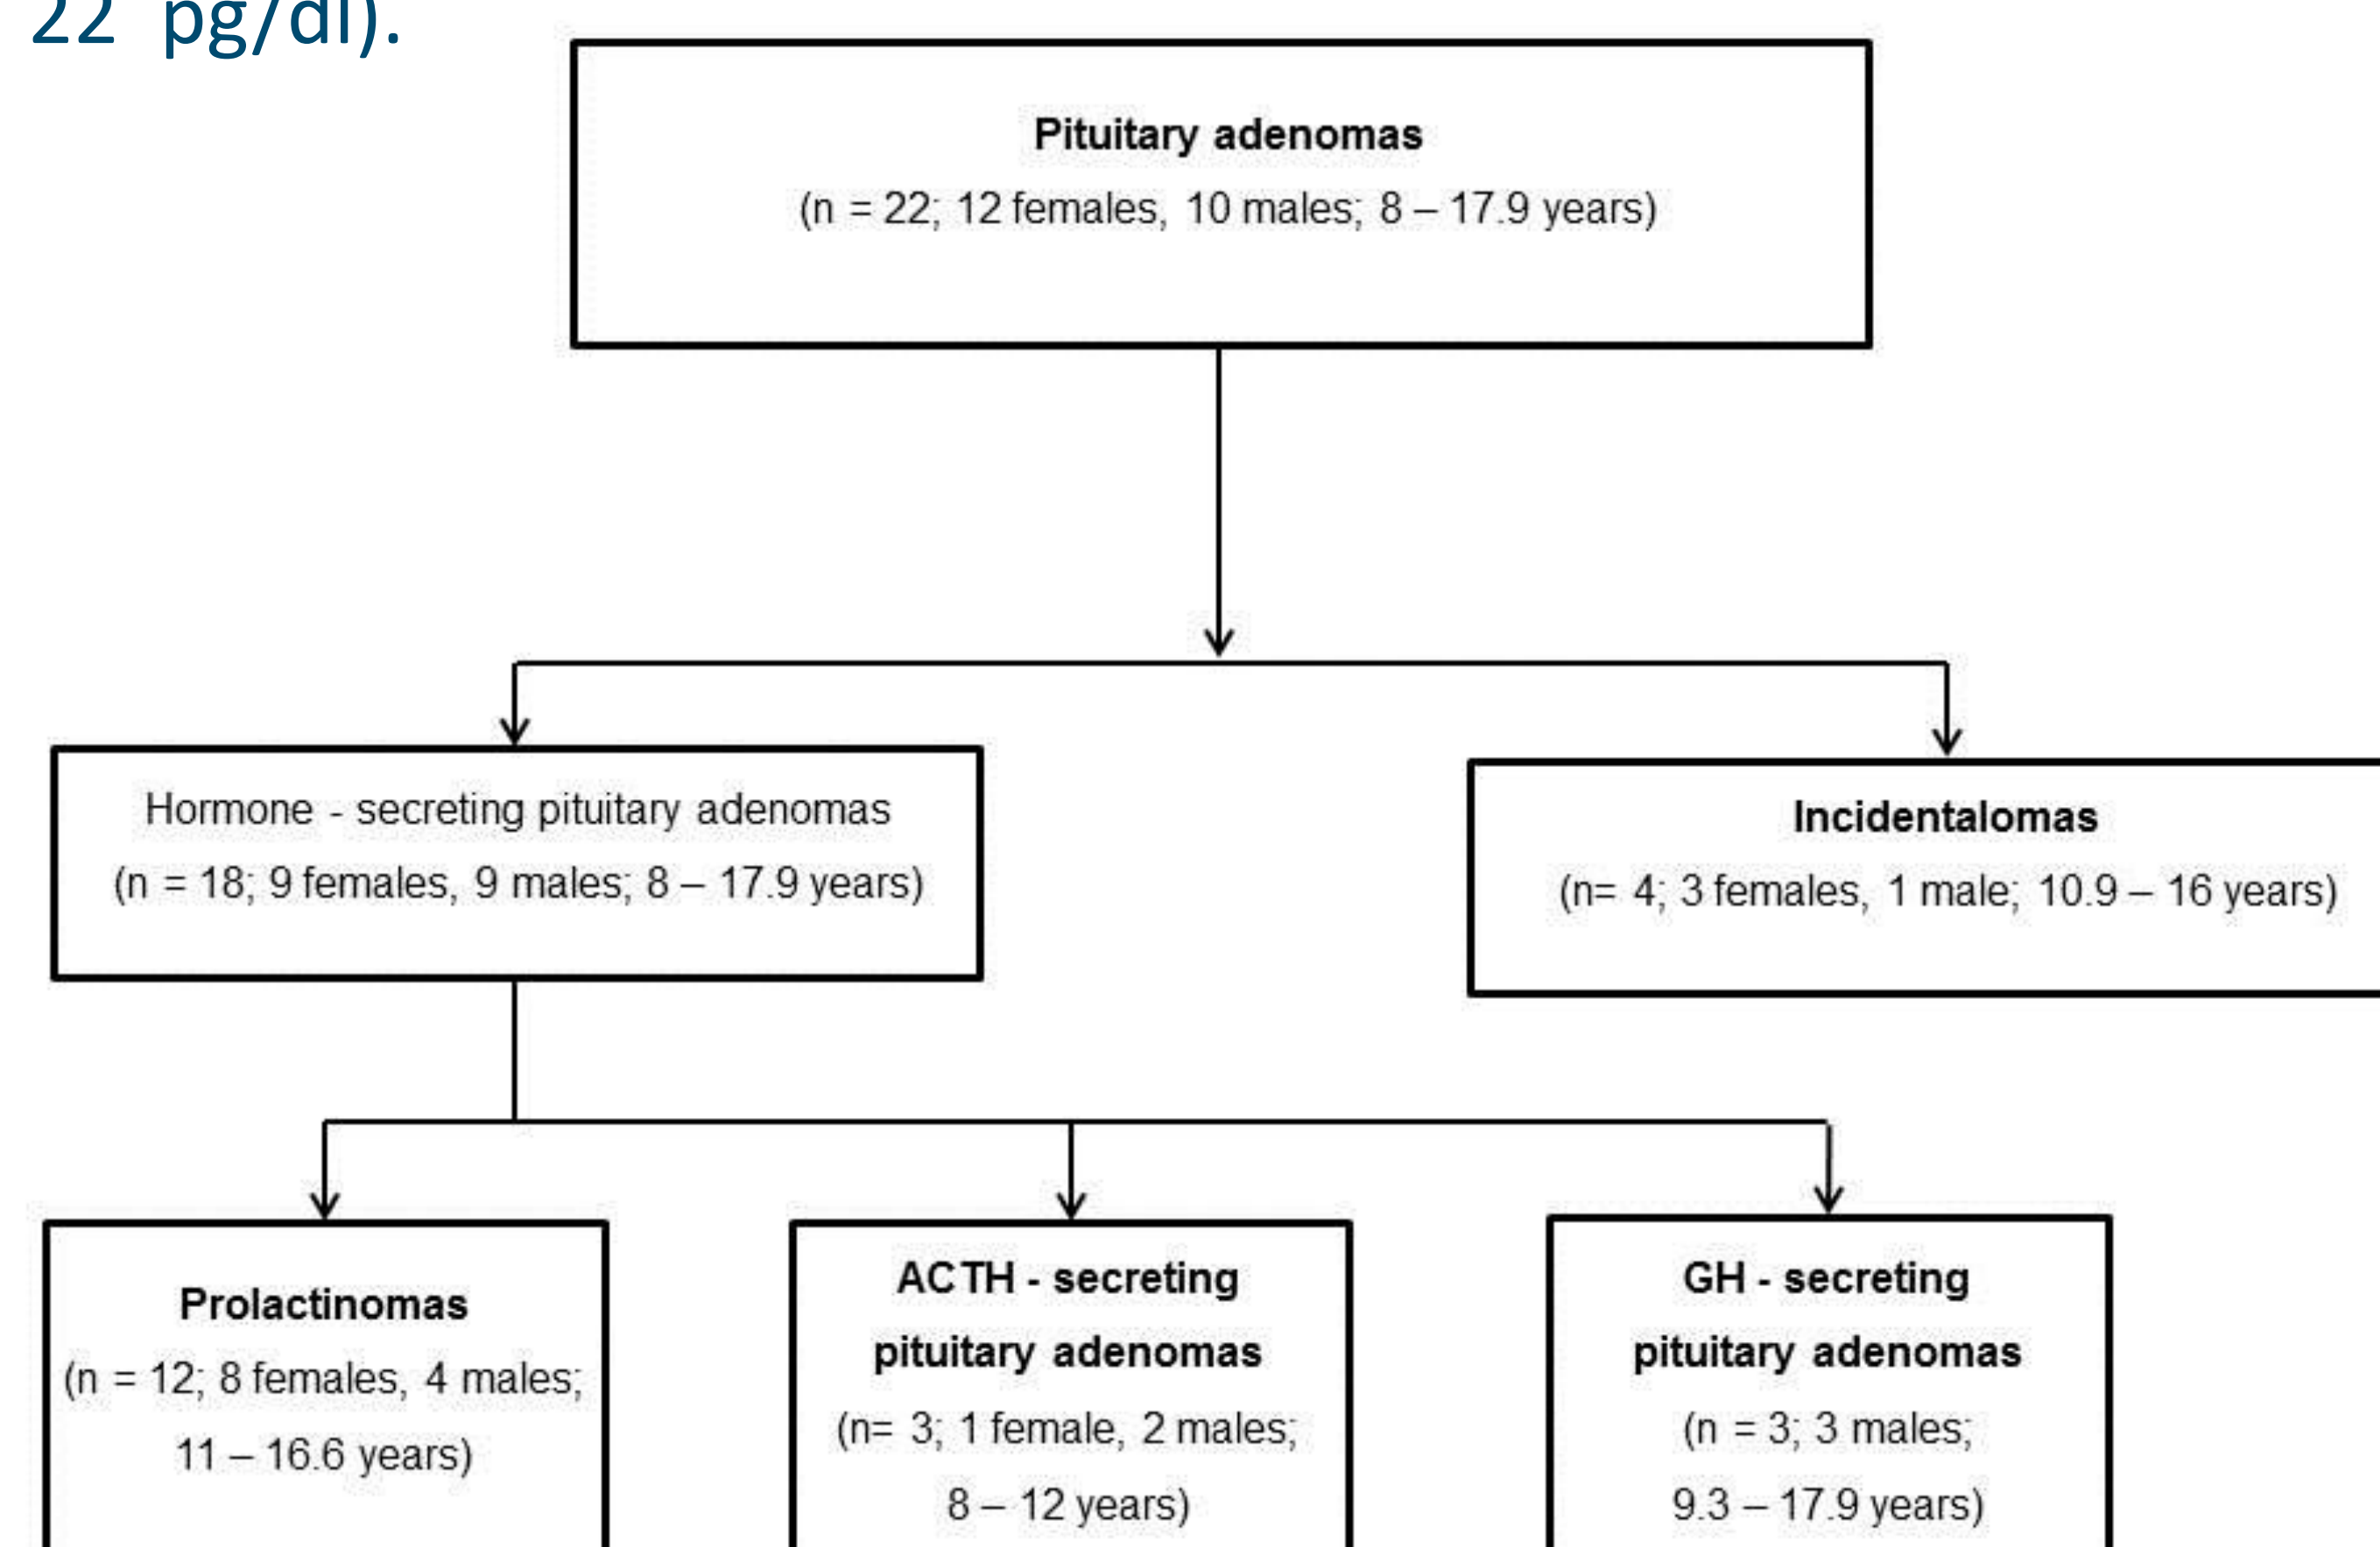 22 pg/dl).
Pituitary adenomas
(n = 22; 12 females, 10 males; 8 – 17.9 years)
Hormone - secreting pituitary adenomas
(n = 18; 9 females, 9 males; 8 – 17.9 years)
Incidentalomas
(n= 4; 3 females, 1 male; 10.9 – 16 years)
Prolactinomas
(n = 12; 8 females, 4 males;
11 – 16.6 years)
ACTH - secreting
pituitary adenomas
(n= 3; 1 female, 2 males;
8 – 12 years)
GH - secreting
pituitary adenomas
(n = 3; 3 males;
9.3 – 17.9 years)